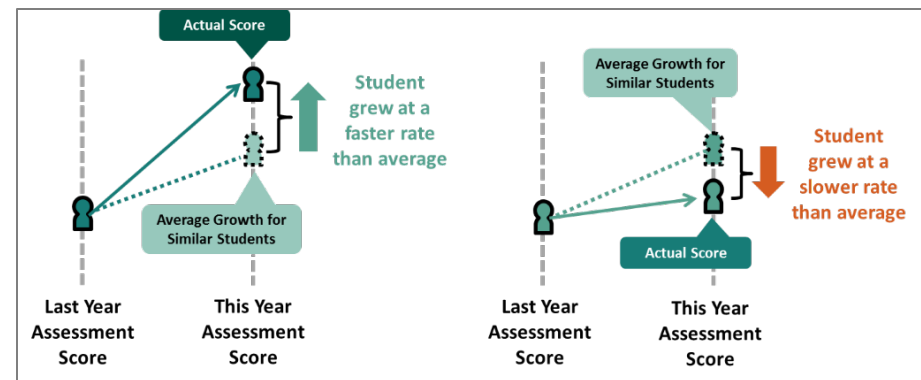 Actual Score
Student
grew at a
faster rate
than average
Average Growth for
Similar Students
Last Year
Assessment
Score
This Year
Assessment
Score
Average Growth for
Similar Students
Student
grew at a
slower rate
than average
Actual Score
Last Year
Assessment
Score
This Year
Assessment
Score